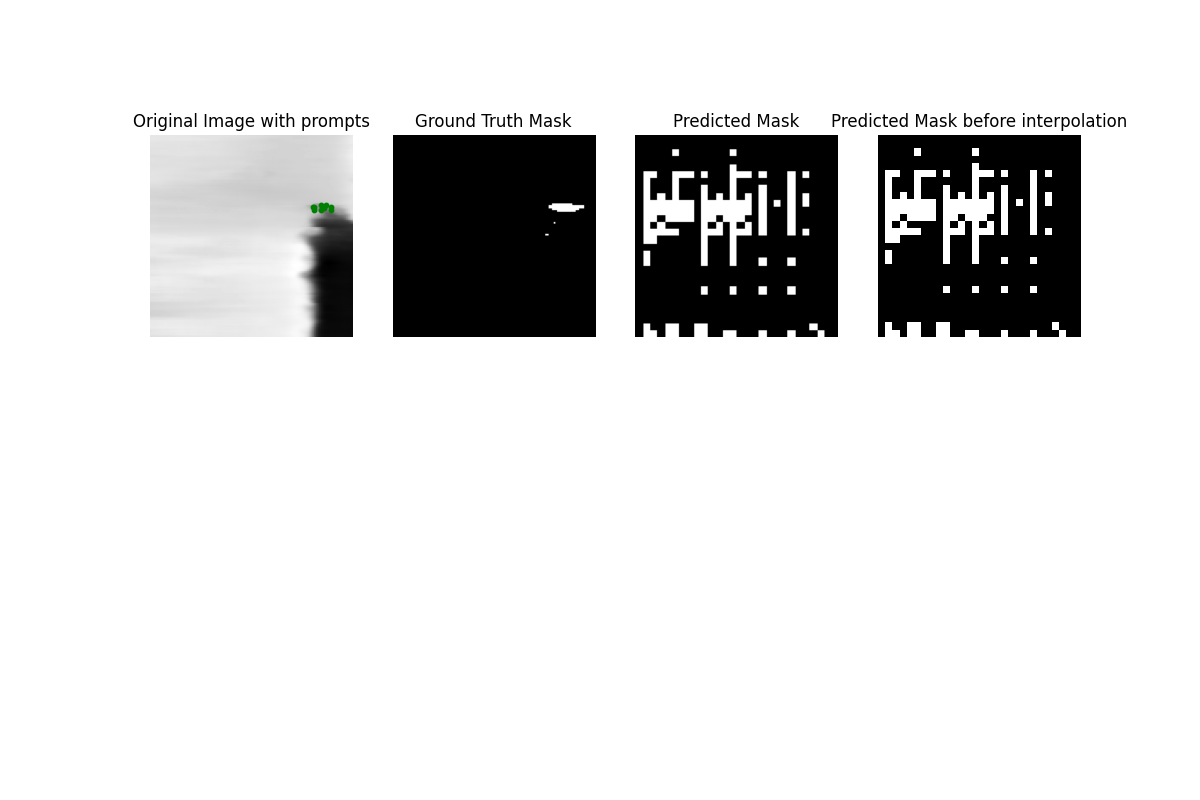 Original Image with prompts
Ground Truth Mask
Predicted Mask
Predicted Mask before interpolation